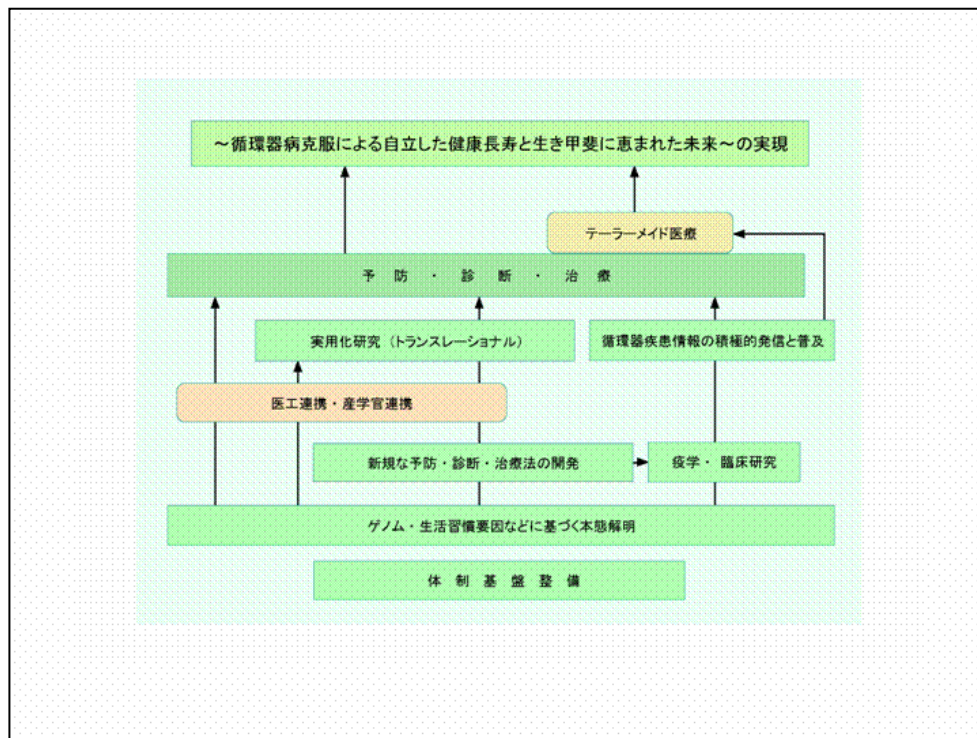 ～循環器病克服による自立した健康長寿と生き甲斐に恵まれた未来～の実現
テーラーメイド医療
予 防 ・ 診 断 ・ 治 療
実用化研究（トランスレーショナル）
循環器疾患情報の積極的発信と普及
医工連携・産学官連携
新規な予防・診断・治療法の開発
疫学・ 臨床研究
ゲノム・生活習慣要因などに基づく本態解明
体 制 基 盤 整 備